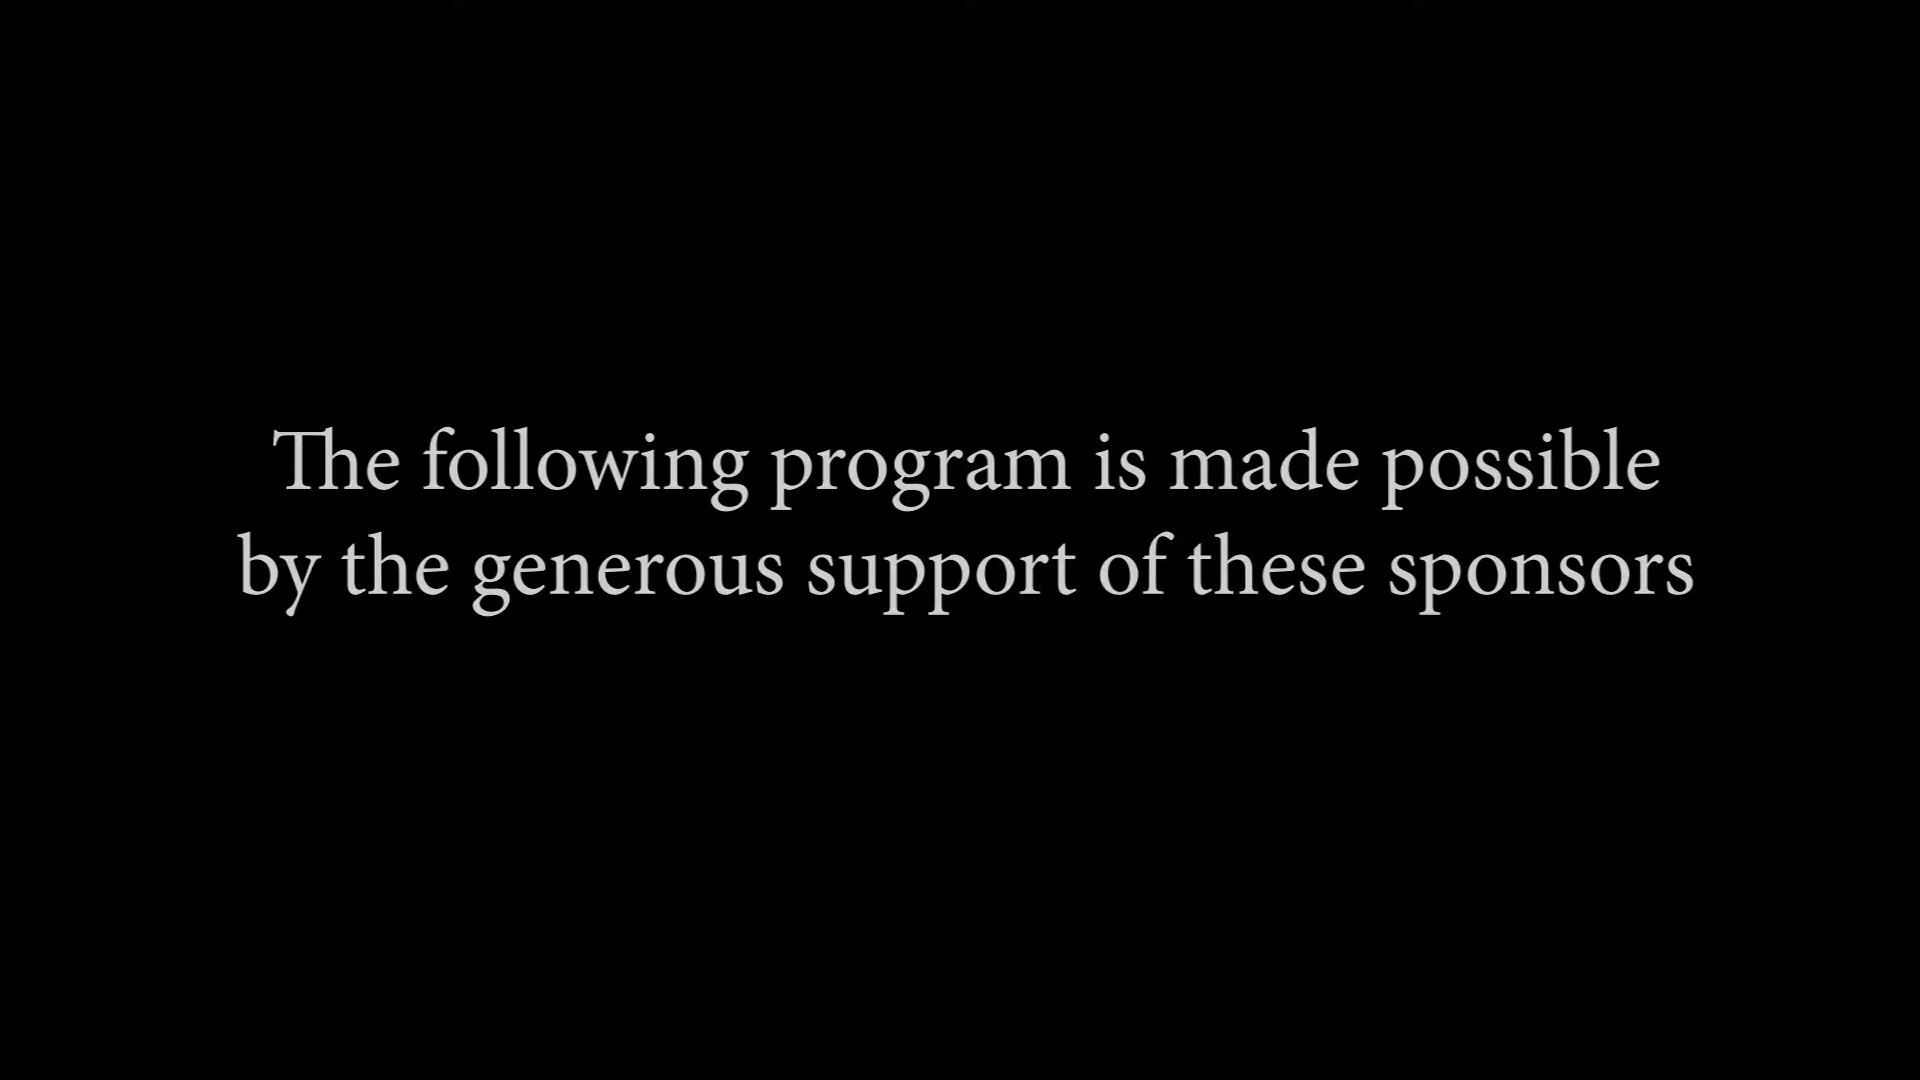 The following program is made possible
by the generous support of these sponsors